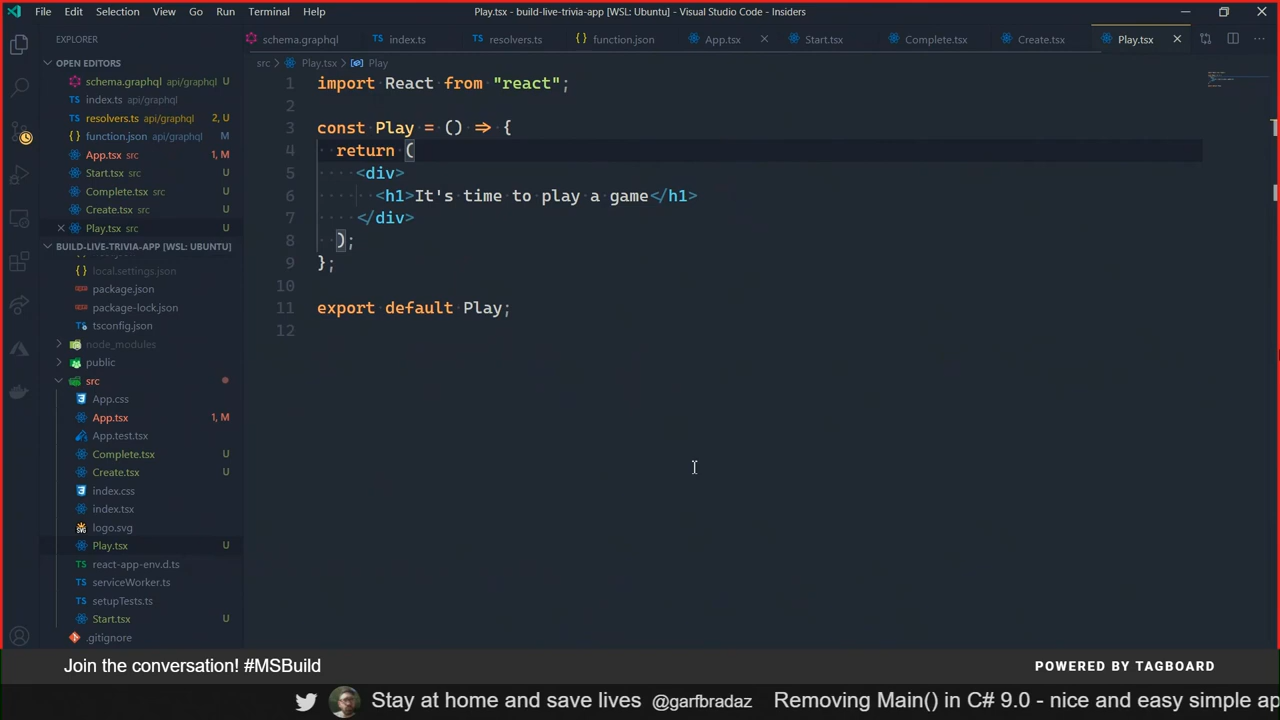 File Edit Selection View Go Run Terminal Help
Play.tsx - build-live-trivia-app [WSL: Ubuntu] - Visual Studio Code - Insiders
EXPLORER
OPEN EDITORS
schema.graphql api/graphql U
index.ts api/graphql
resolvers.ts api/graphql 2, U
function.json api/graphql M
App.tsx src 1, M
Start.tsx src U
Complete.tsx src U
Create.tsx src U
Play.tsx src U
BUILD-LIVE-TRIVIA-APP [WSL: UBUNTU]
local.settings.json
package.json
package-lock.json
tsconfig.json
node_modules
public
src
App.css
App.tsx 1, M
App.test.tsx
Complete.tsx U
Create.tsx U
index.css
index.tsx
logo.svg
Play.tsx U
react-app-env.d.ts
serviceWorker.ts
setupTests.ts
Start.tsx U
.gitignore
schema.graphql index.ts resolvers.ts function.json App.tsx Start.tsx Complete.tsx Create.tsx Play.tsx
src Play.tsx Play
1 import React from "react";
2
3 const Play = () => {
4 return (
5 <div>
6 <h1>It's time to play a game</h1>
7 </div>
8 );
9 };
10
11 export default Play;
12
Join the conversation! #MSBuild
POWERED BY TAGBOARD
Stay at home and save lives @garfbradaz Removing Main() in C# 9.0 - nice and easy simple ap